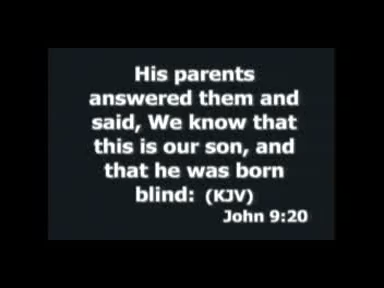 His parents
answered them and
said, We know that
this is our son, and
that he was born
blind: (KJV)
John 9:20